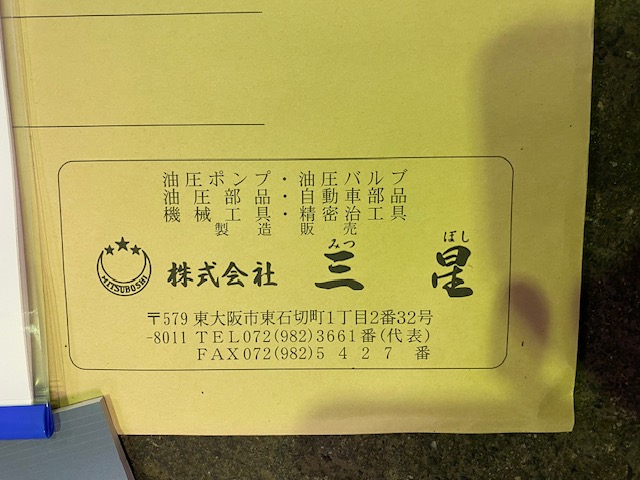 油圧ポンプ・油圧バルブ
油圧部品・自動車部品
機械工具・精密治工具
製造販売
みつ ぼし
MITSUBOSHI
株式会社 三星
〒579 東大阪市東石切町1丁目2番32号
-8011 TEL072(982)3661番(代表)
FAX072(982)5427番